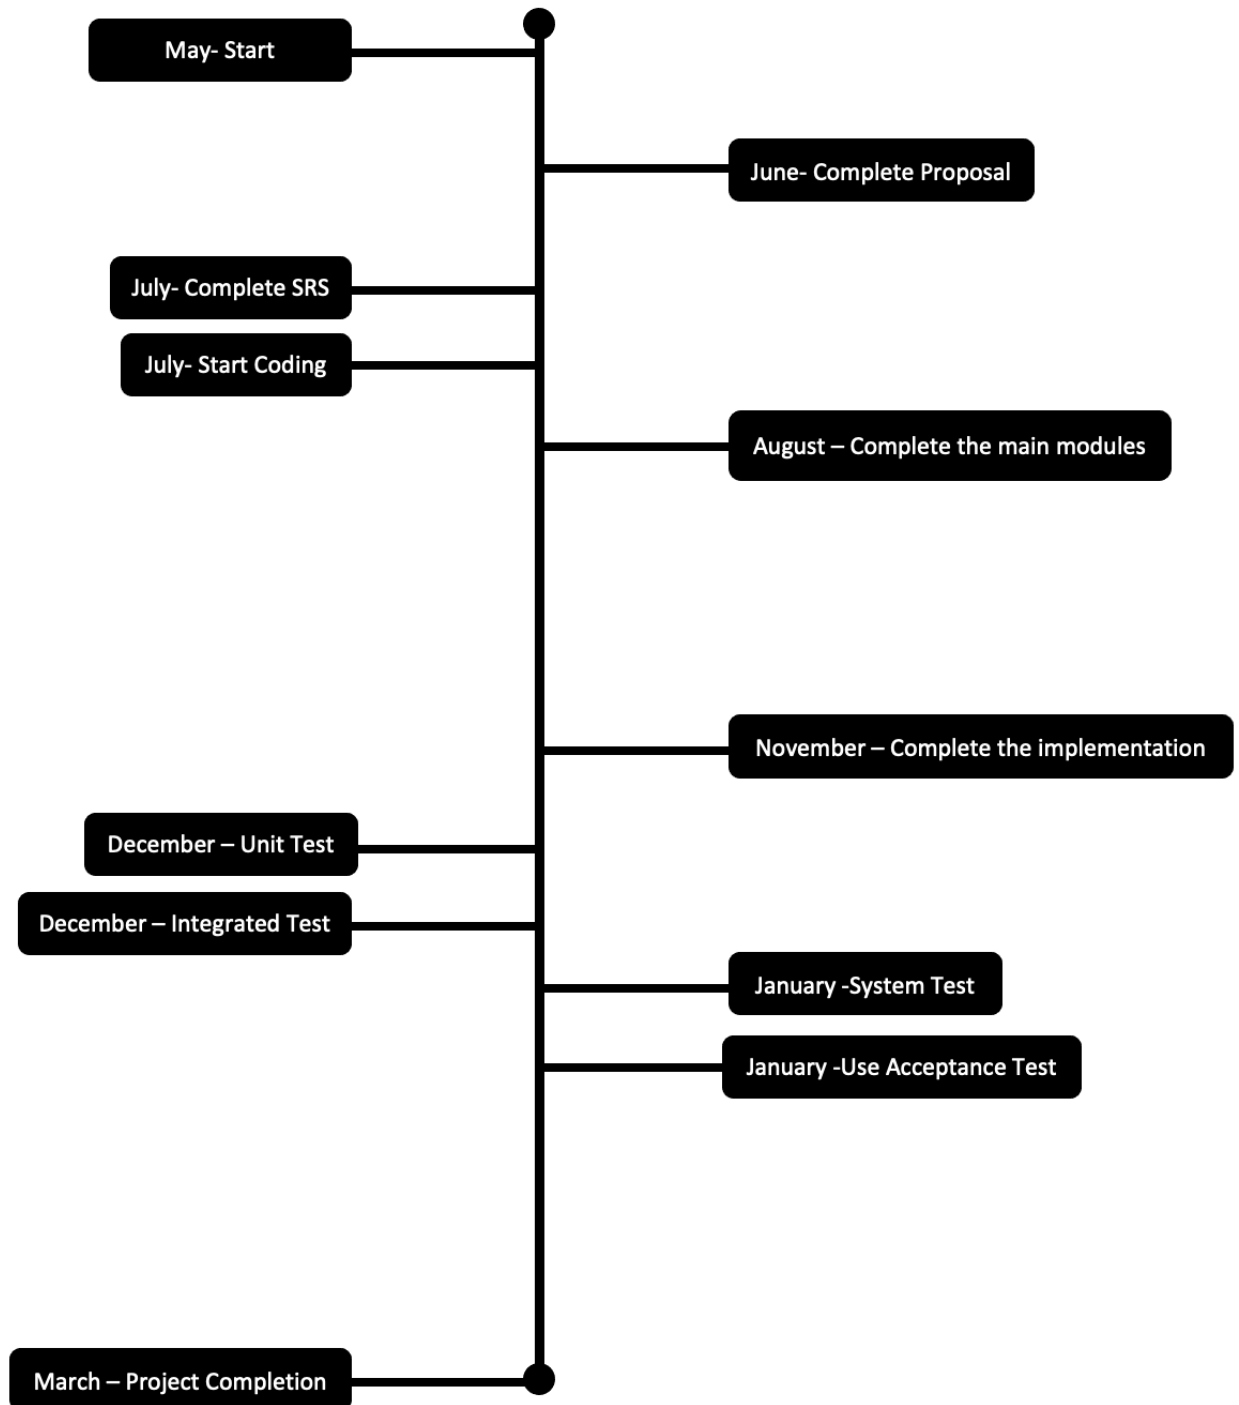 May- Start
June- Complete Proposal
July- Complete SRS
July- Start Coding
August – Complete the main modules
November – Complete the implementation
December – Unit Test
December – Integrated Test
January -System Test
January -Use Acceptance Test
March – Project Completion